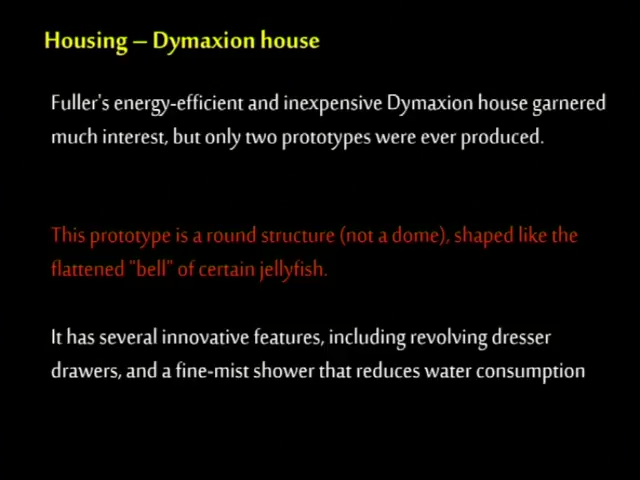 Housing – Dymaxion house
Fuller's energy-efficient and inexpensive Dymaxion house garnered
much interest, but only two prototypes were ever produced.
This prototype is a round structure (not a dome), shaped like the
flattened "bell" of certain jellyfish.
It has several innovative features, including revolving dresser
drawers, and a fine-mist shower that reduces water consumption